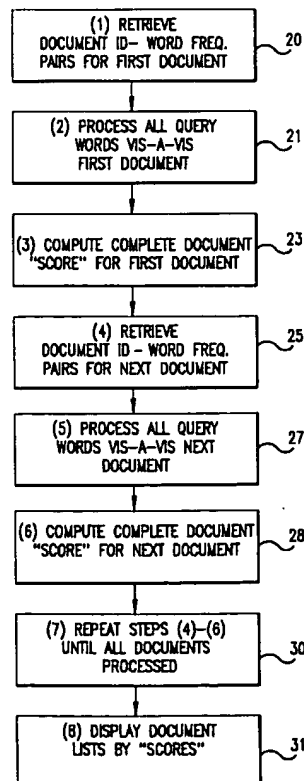 (1) RETRIEVE
DOCUMENT ID- WORD FREQ.
PAIRS FOR FIRST DOCUMENT
20
(2) PROCESS ALL QUERY
WORDS VIS-A-VIS
FIRST DOCUMENT
21
(3) COMPUTE COMPLETE DOCUMENT
"SCORE" FOR FIRST DOCUMENT
23
(4) RETRIEVE
DOCUMENT ID - WORD FREQ.
PAIRS FOR NEXT DOCUMENT
25
(5) PROCESS ALL QUERY
WORDS VIS-A-VIS NEXT
DOCUMENT
27
(6) COMPUTE COMPLETE DOCUMENT
"SCORE" FOR NEXT DOCUMENT
28
(7) REPEAT STEPS (4)-(6)
UNTIL ALL DOCUMENTS
PROCESSED
30
(8) DISPLAY DOCUMENT
LISTS BY "SCORES"
31